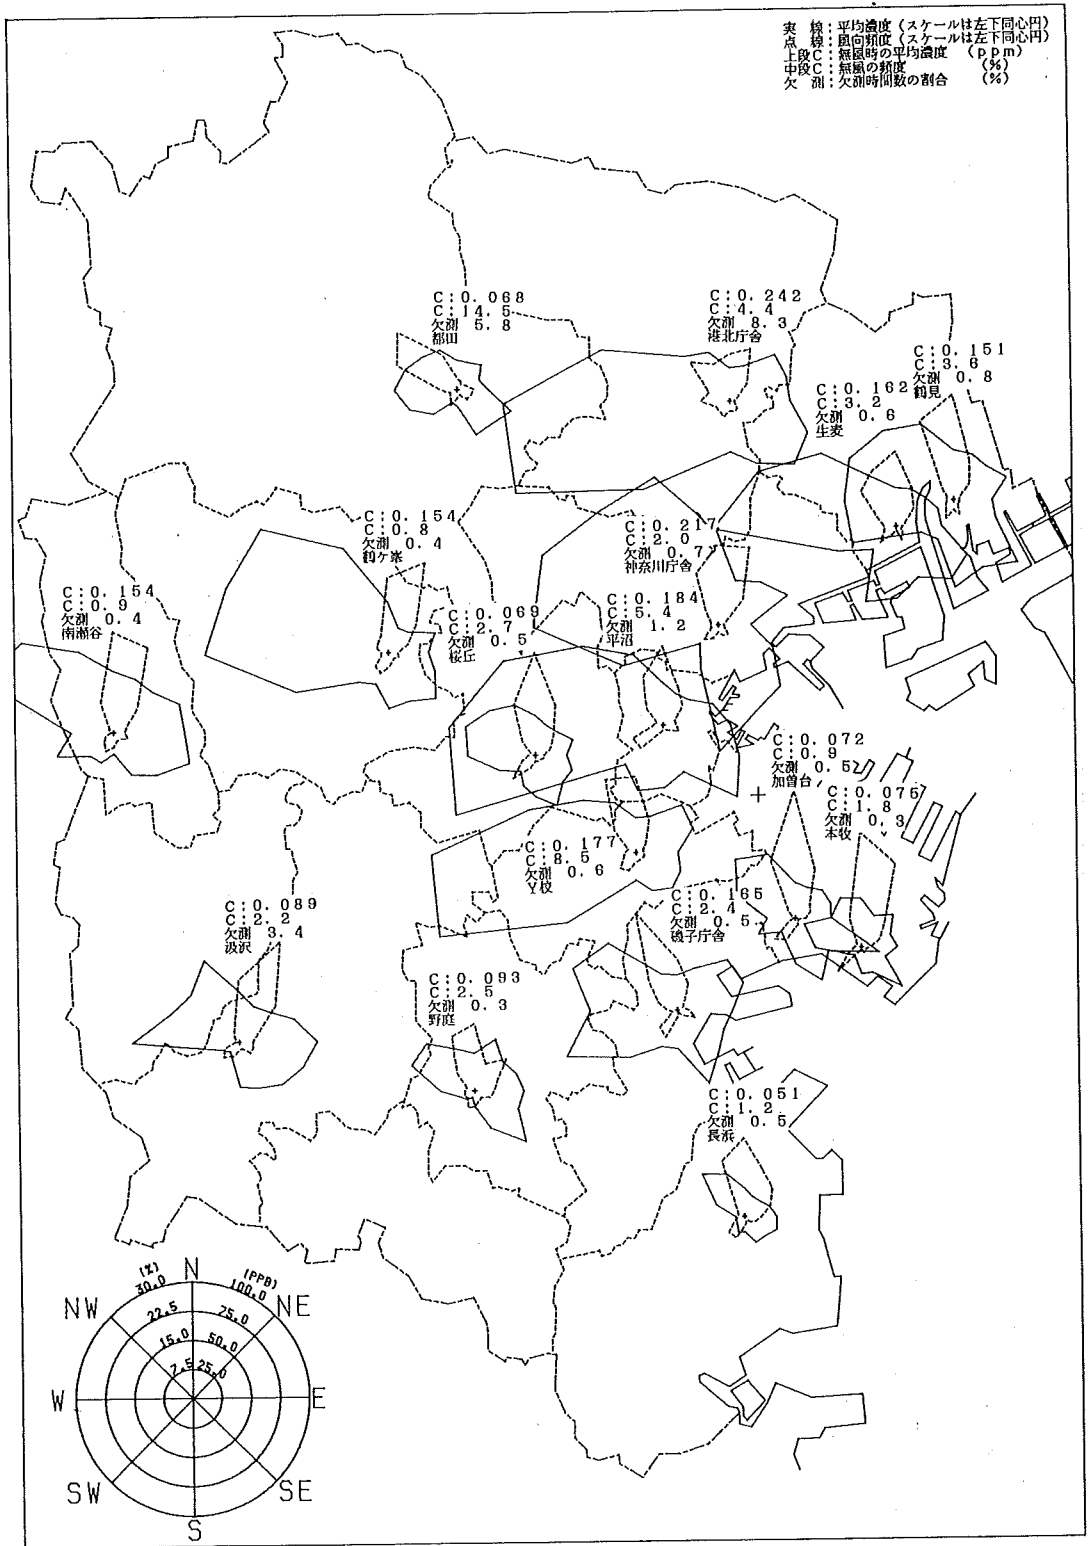 実　線：平均濃度（スケールは左下同心円）
点　線：風向頻度（スケールは左下同心円）
上段C：無風時の平均濃度　（ppm）
中段C：無風の頻度　（%）
欠　測：欠測時間数の割合　（%）
C：0.068
C：14.5
欠測 5.8
都田
C：0.242
C：4.4
欠測 8.3
港北庁舎
C：0.151
C：3.6
欠測 0.8
鶴見
C：0.162
C：3.2
欠測 0.6
生麦
C：0.154
C：0.8
欠測 0.4
鶴ケ峯
C：0.217
C：2.0
欠測 0.7
神奈川庁舎
C：0.154
C：0.9
欠測 0.4
南瀬谷
C：0.069
C：2.7
欠測 0.5
桜丘
C：0.184
C：5.4
欠測 1.2
平沼
C：0.072
C：0.9
欠測 0.5
加曽台
C：0.075
C：1.8
欠測 0.3
本牧
C：0.177
C：8.5
欠測 0.6
Y校
C：0.165
C：2.4
欠測 0.5
磯子庁舎
C：0.089
C：2.2
欠測 3.4
汲沢
C：0.093
C：2.5
欠測 0.3
野庭
C：0.051
C：1.2
欠測 0.5
長浜
(%) N (PPB)
30.0 100.0
NW NE
22.5 75.0
15.0 50.0
7.5 25.0
W E
SW SE
S